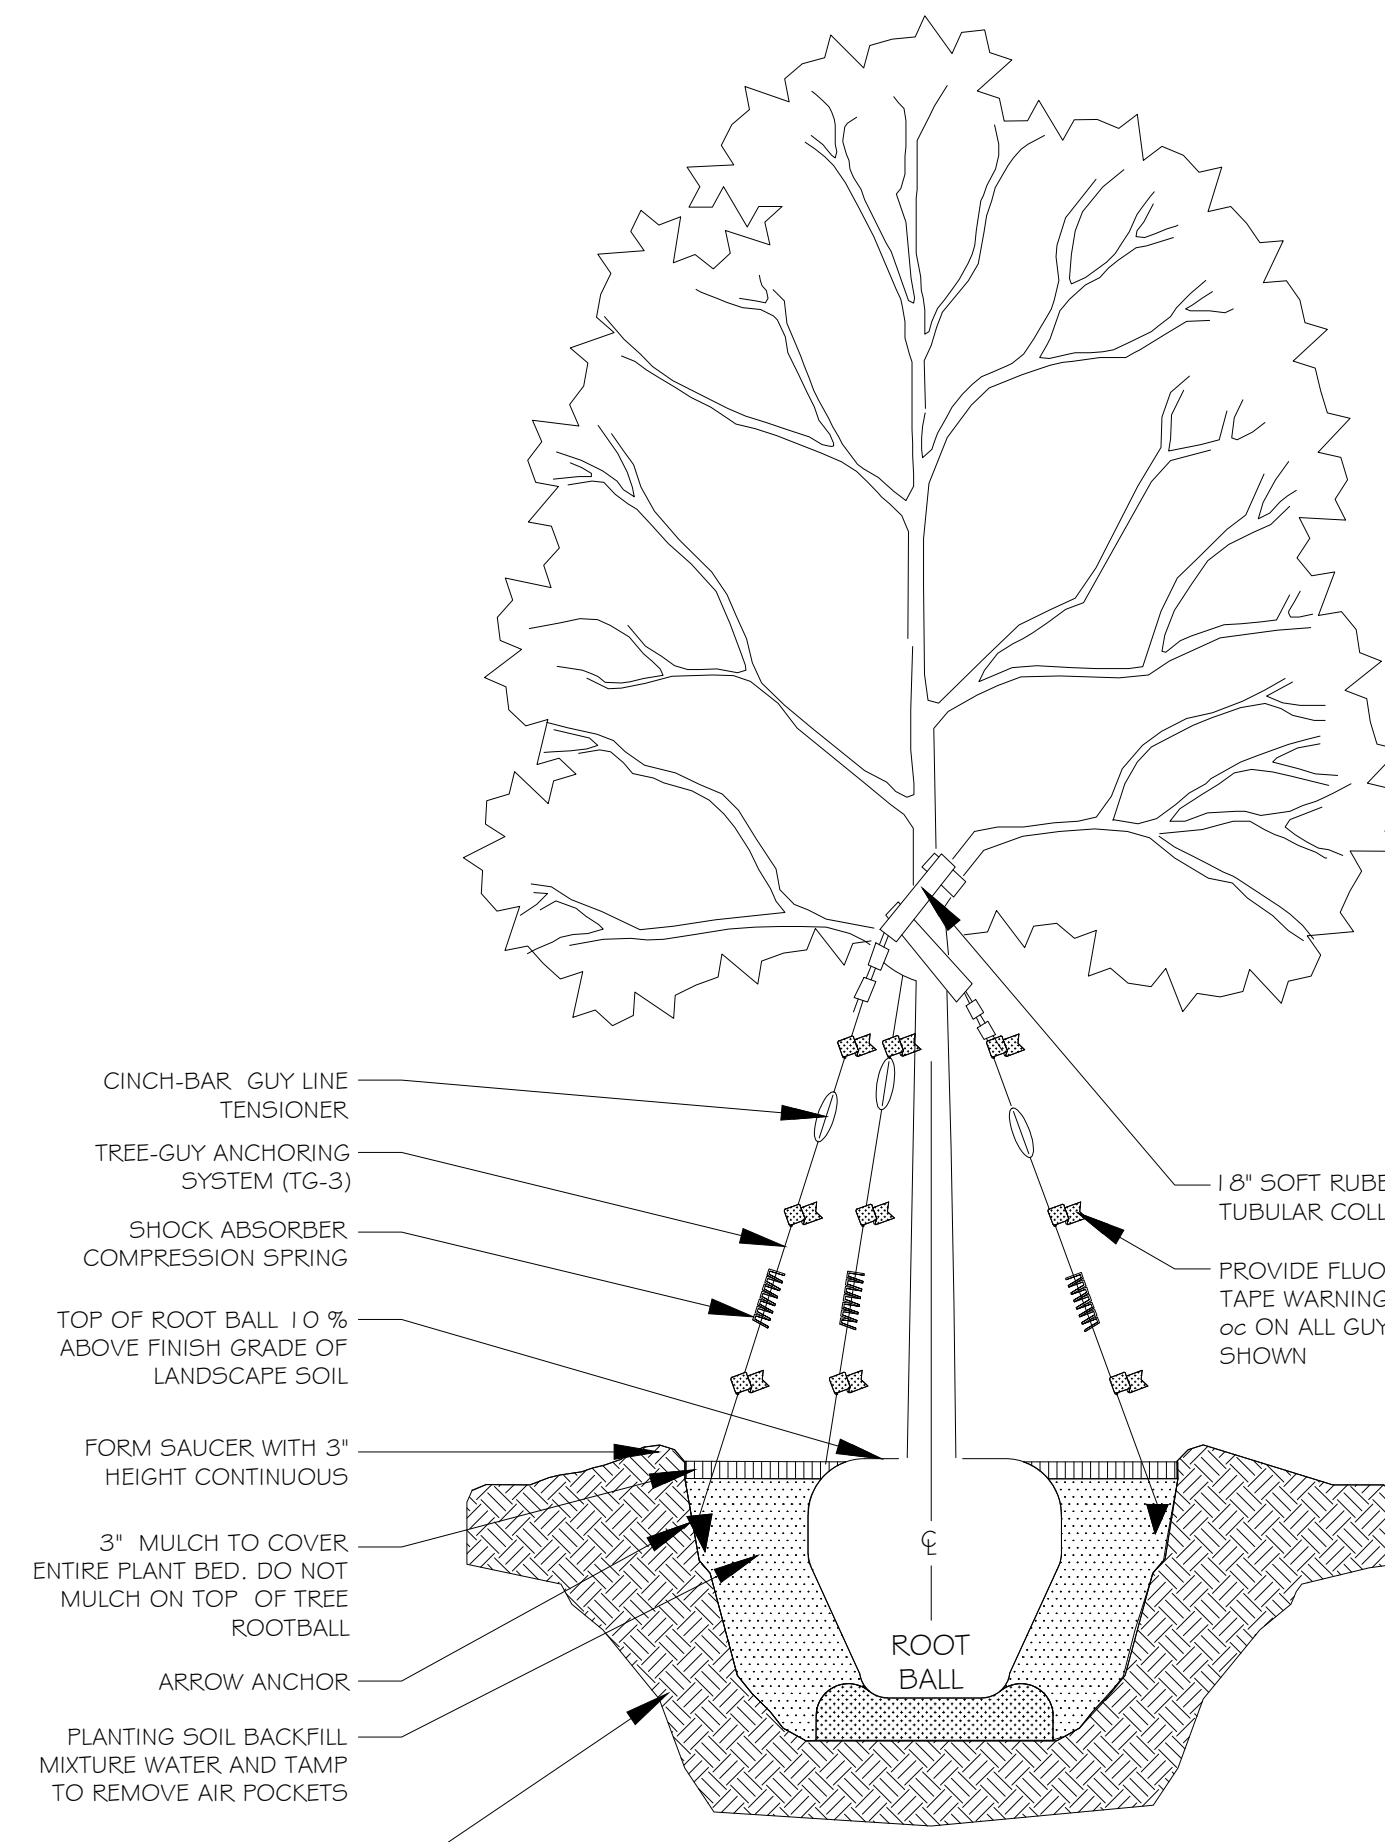 CINCH-BAR GUY LINE
TENSIONER
TREE-GUY ANCHORING
SYSTEM (TG-3)
SHOCK ABSORBER
COMPRESSION SPRING
TOP OF ROOT BALL 10 %
ABOVE FINISH GRADE OF
LANDSCAPE SOIL
FORM SAUCER WITH 3"
HEIGHT CONTINUOUS
3" MULCH TO COVER
ENTIRE PLANT BED. DO NOT
MULCH ON TOP OF TREE
ROOTBALL
ARROW ANCHOR
PLANTING SOIL BACKFILL
MIXTURE WATER AND TAMP
TO REMOVE AIR POCKETS
18" SOFT
TUBULAR
PROVIDE
TAPE WARNING
oc ON ALL GUY
SHOWN
℄
ROOT
BALL